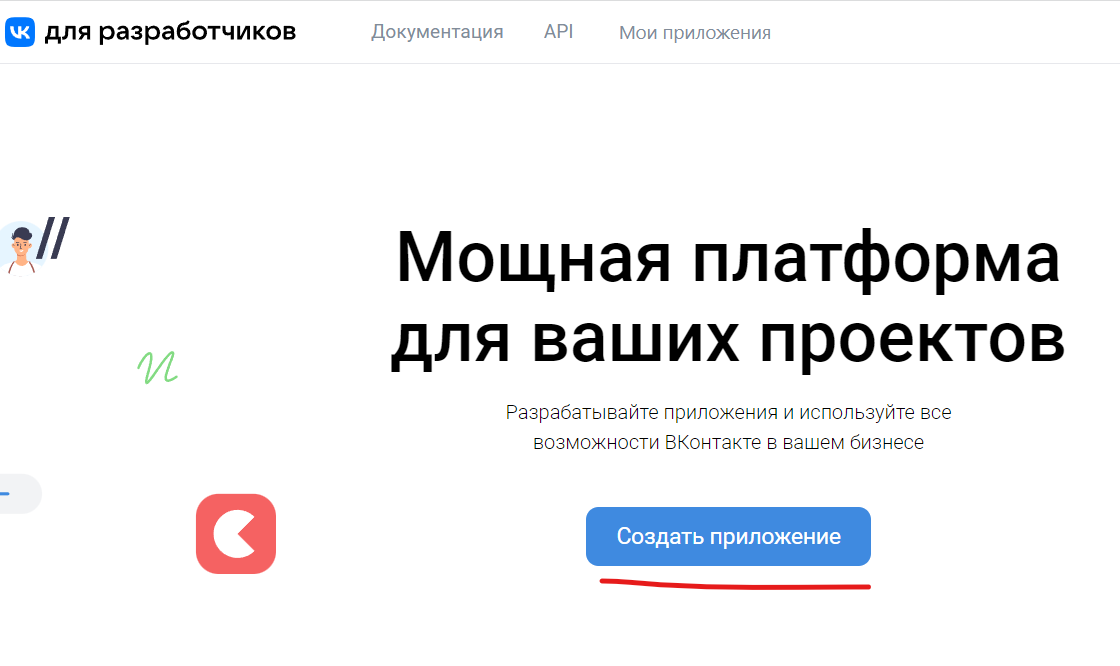 VK для разработчиков Документация API Мои приложения
Мощная платформа
для ваших проектов
Разрабатывайте приложения и используйте все
возможности ВКонтакте в вашем бизнесе
Создать приложение